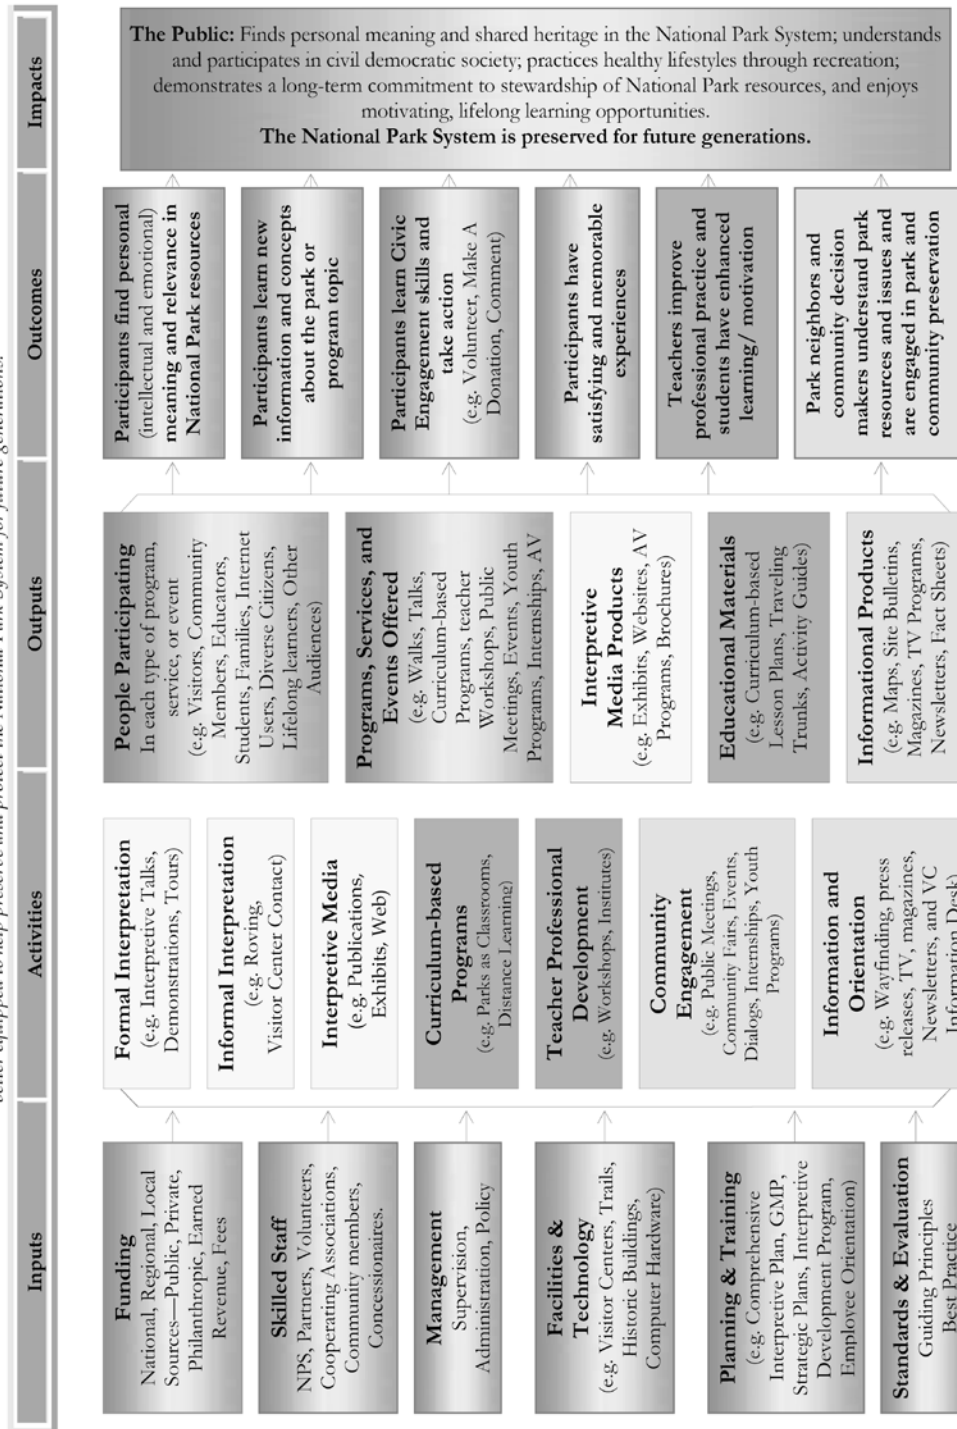 better equipped to help preserve and protect the National Park System for future generations.
Inputs
Activities
Outputs
Outcomes
Impacts
Funding
National, Regional, Local
Sources—Public, Private,
Philanthropic, Earned
Revenue, Fees
Skilled Staff
NPS, Partners, Volunteers,
Cooperating Associations,
Community members,
Concessionaires.
Management
Supervision,
Administration, Policy
Facilities &
Technology
(e.g. Visitor Centers, Trails,
Historic Buildings,
Computer Hardware)
Planning & Training
(e.g. Comprehensive
Interpretive Plan, GMP,
Strategic Plans, Interpretive
Development Program,
Employee Orientation)
Standards & Evaluation
Guiding Principles
Best Practice
Formal Interpretation
(e.g. Interpretive Talks,
Demonstrations, Tours)
Informal Interpretation
(e.g. Roving,
Visitor Center Contact)
Interpretive Media
(e.g. Publications,
Exhibits, Web)
Curriculum-based
Programs
(e.g. Parks as Classrooms,
Distance Learning)
Teacher Professional
Development
(e.g. Workshops, Institutes)
Community
Engagement
(e.g. Public Meetings,
Community Fairs, Events,
Dialogs, Internships, Youth
Programs)
Information and
Orientation
(e.g. Wayfinding, press
releases, TV, magazines,
Newsletters, and VC
Information Desk)
People Participating
In each type of program,
service, or event
(e.g. Visitors, Community
Members, Educators,
Students, Families, Internet
Users, Diverse Citizens,
Lifelong learners, Other
Audiences)
Programs, Services, and
Events Offered
(e.g. Walks, Talks,
Curriculum-based
Programs, teacher
Workshops, Public
Meetings, Events, Youth
Programs, Internships, AV
Interpretive
Media Products
(e.g. Exhibits, Websites, AV
Programs, Brochures)
Educational Materials
(e.g. Curriculum-based
Lesson Plans, Traveling
Trunks, Activity Guides)
Informational Products
(e.g. Maps, Site Bulletins,
Magazines, TV Programs,
Newsletters, Fact Sheets)
Participants find personal
(intellectual and emotional)
meaning and relevance in
National Park resources
Participants learn new
information and concepts
about the park or
program topic
Participants learn Civic
Engagement skills and
take action
(e.g. Volunteer, Make A
Donation, Comment)
Participants have
satisfying and memorable
experiences
Teachers improve
professional practice and
students have enhanced
learning/ motivation
Park neighbors and
community decision
makers understand park
resources and issues and
are engaged in park and
community preservation
The Public: Finds personal meaning and shared heritage in the National Park System; understands
and participates in civil democratic society; practices healthy lifestyles through recreation;
demonstrates a long-term commitment to stewardship of National Park resources, and enjoys
motivating, lifelong learning opportunities.
The National Park System is preserved for future generations.